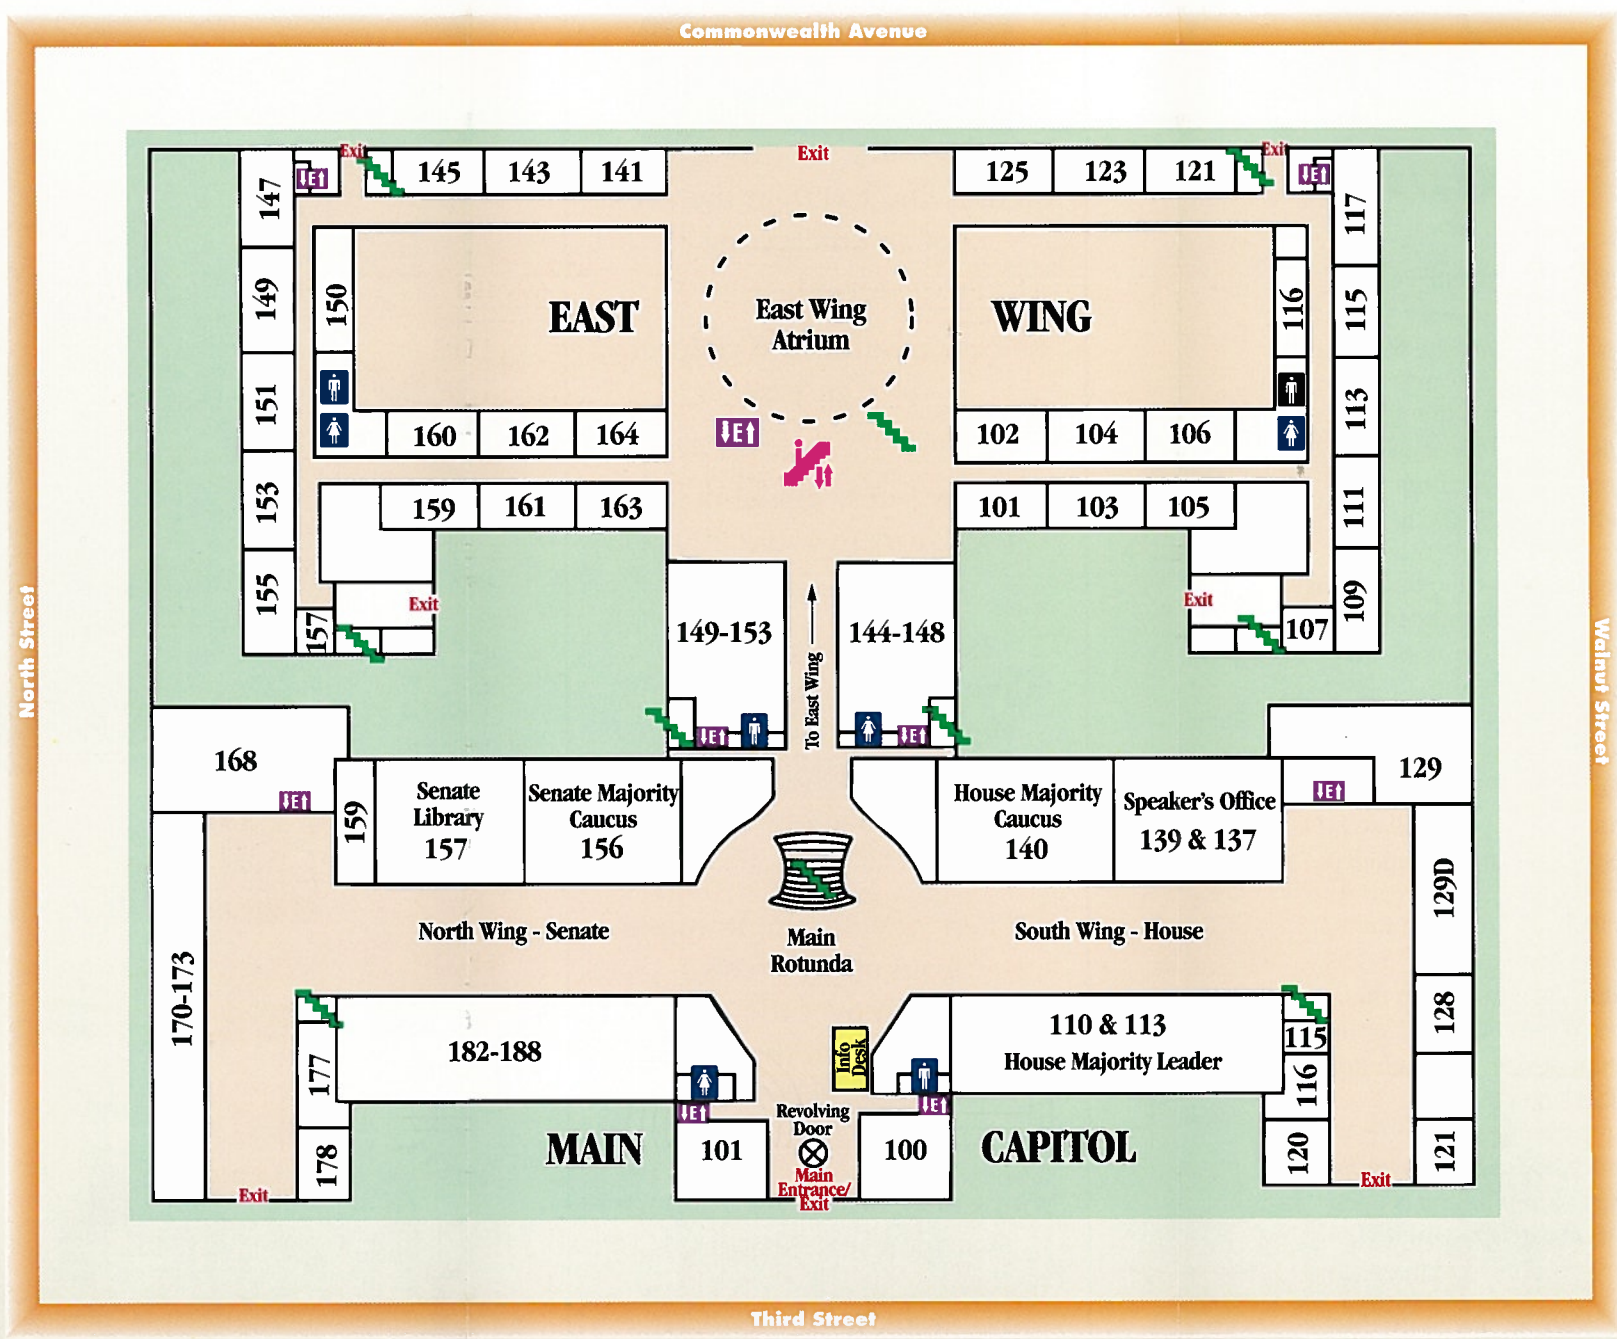 Commonwealth Avenue
Exit
Exit
Exit
145
143
141
125
123
121
E
E
147
117
149
150
EAST
East Wing
Atrium
WING
116
115
151
113
E
160
162
164
102
104
106
153
159
161
163
101
103
105
111
155
157
Exit
Exit
107
109
149-153
144-148
To East Wing
North Street
Walnut Street
E
E
168
E
159
Senate
Library
157
Senate Majority
Caucus
156
House Majority
Caucus
140
Speaker's Office
139 & 137
E
129
129D
North Wing - Senate
Main
Rotunda
South Wing - House
170-173
177
178
182-188
Info
Desk
110 & 113
House Majority Leader
115
116
120
128
121
E
E
MAIN
101
Revolving
Door
100
CAPITOL
Main
Entrance/
Exit
Exit
Exit
Third Street